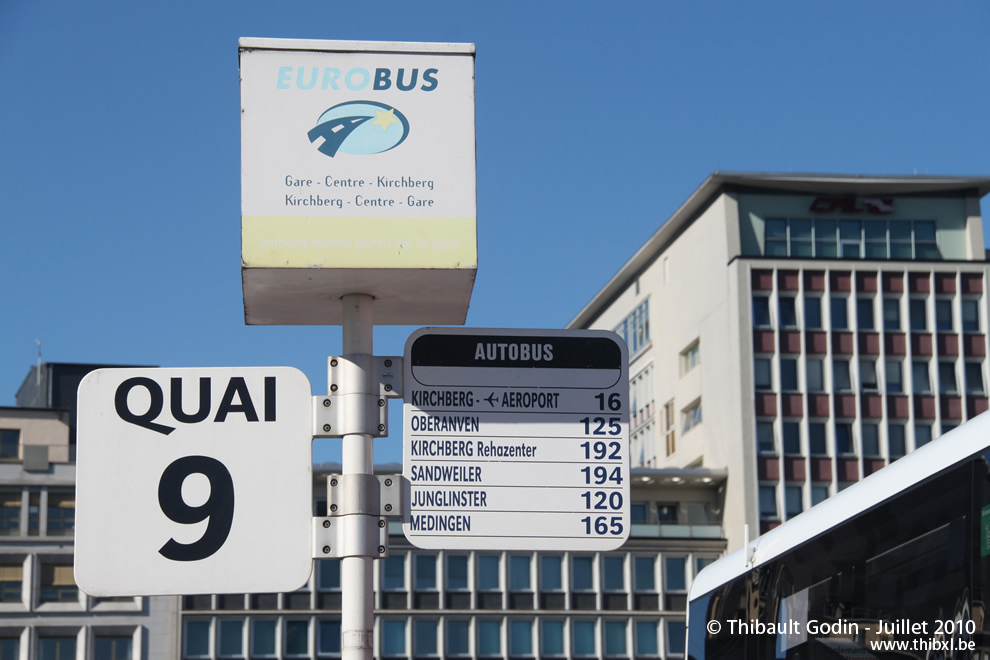 EUROBUS
Gare - Centre - Kirchberg
Kirchberg - Centre - Gare
QUAI
9
AUTOBUS
KIRCHBERG - AEROPORT 16
OBERANVEN 125
KIRCHBERG Rehazenter 192
SANDWEILER 194
JUNGLINSTER 120
MEDINGEN 165
© Thibault Godin - Juillet 2010
www.thbxl.be